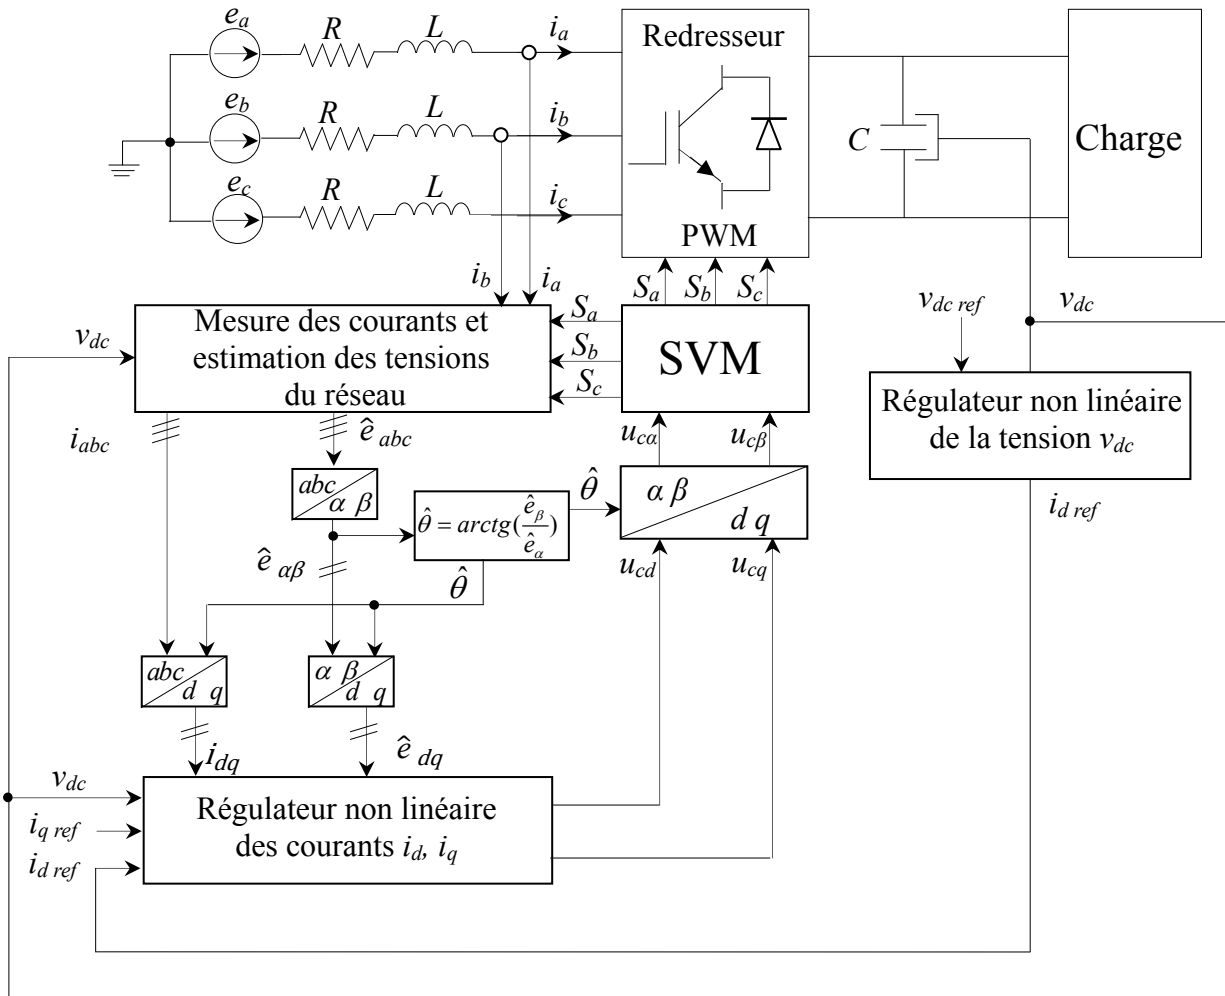 e_a R L i_a
e_b R L i_b
e_c R L i_c
Redresseur
PWM
C
Charge
i_b i_a
S_a S_b S_c
v_dc ref v_dc
v_dc
Mesure des courants et
estimation des tensions
du réseau
S_a
S_b
S_c
SVM
Régulateur non linéaire
de la tension v_dc
i_abc ê_abc
u_cα u_cβ
i_d ref
abc
α β
θ̂ = arctg(ê_β/ê_α)
θ̂
α β
d q
ê_αβ
θ̂
u_cd u_cq
abc
d q
α β
d q
i_dq ê_dq
v_dc
i_q ref
i_d ref
Régulateur non linéaire
des courants i_d, i_q